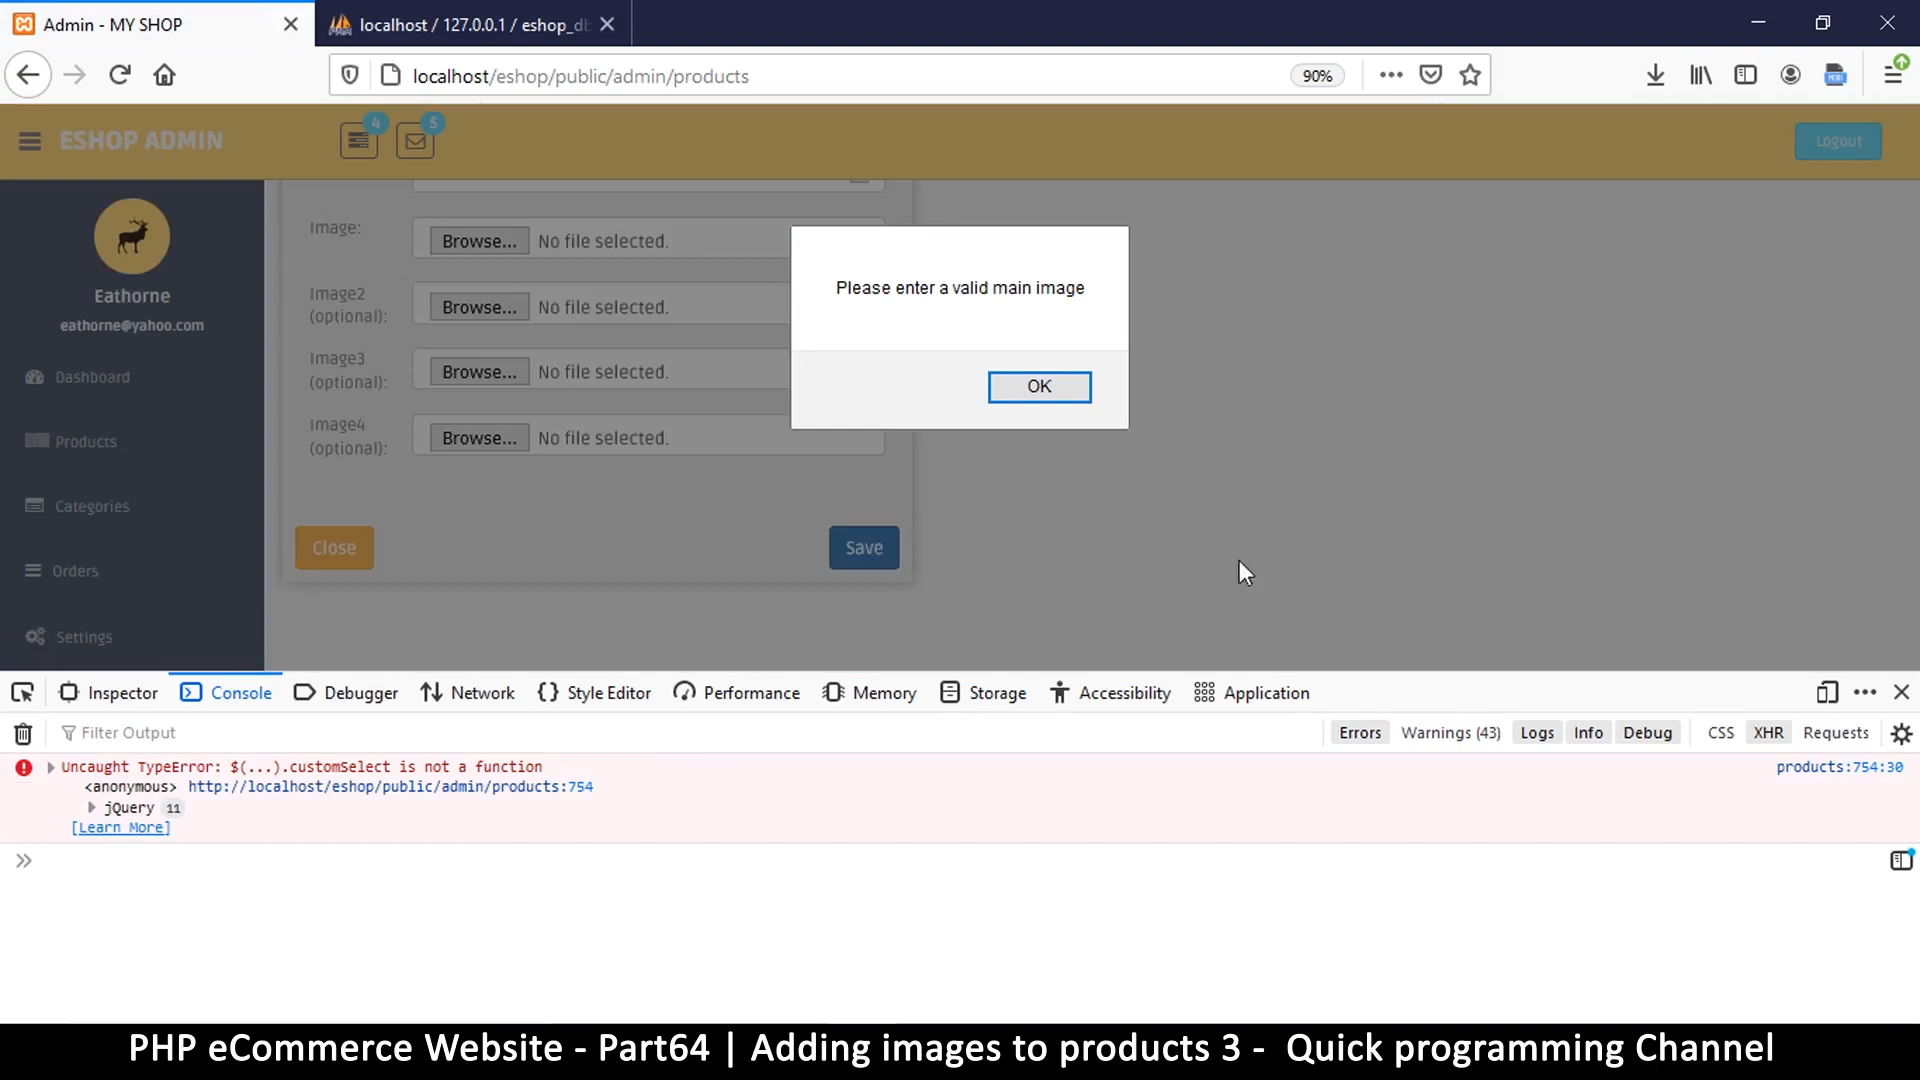 Admin - MY SHOP
localhost / 127.0.0.1 / eshop_db
localhost/eshop/public/admin/products
90%
ESHOP ADMIN
4
5
Logout
Eathorne
eathorne@yahoo.com
Dashboard
Products
Categories
Orders
Settings
Image:
Browse... No file selected.
Image2
(optional):
Browse... No file selected.
Image3
(optional):
Browse... No file selected.
Image4
(optional):
Browse... No file selected.
Close
Save
Please enter a valid main image
OK
Inspector Console Debugger Network Style Editor Performance Memory Storage Accessibility Application
Filter Output
Errors Warnings (43) Logs Info Debug CSS XHR Requests
Uncaught TypeError: $(...).customSelect is not a function products:754:30
<anonymous> http://localhost/eshop/public/admin/products:754
jQuery 11
[Learn More]
PHP eCommerce Website - Part64 | Adding images to products 3 - Quick programming Channel